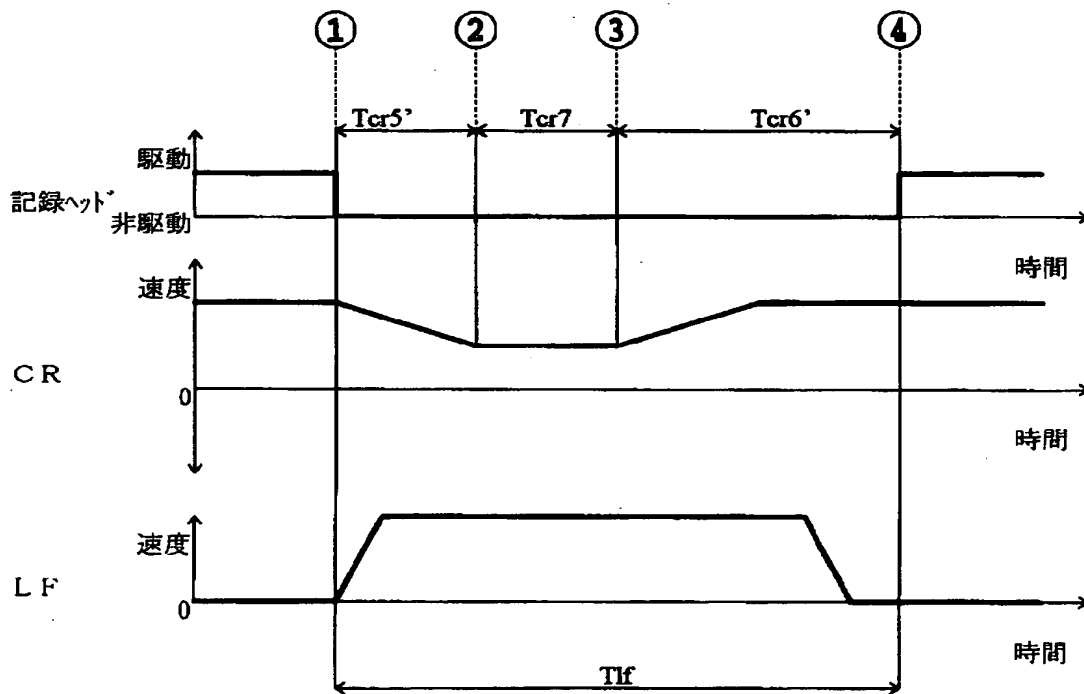 ① ② ③ ④
Tcr5' Tcr7 Tcr6'
駆動
記録ヘッド
非駆動
時間
速度
CR
0
時間
速度
LF
0
時間
Tlf